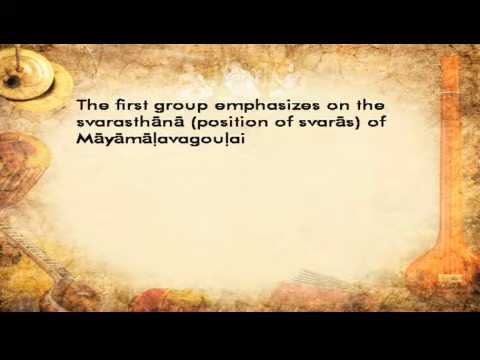 The first group emphasizes on the
svarasthānā (position of svarās) of
Māyāmāḷavagouḷai